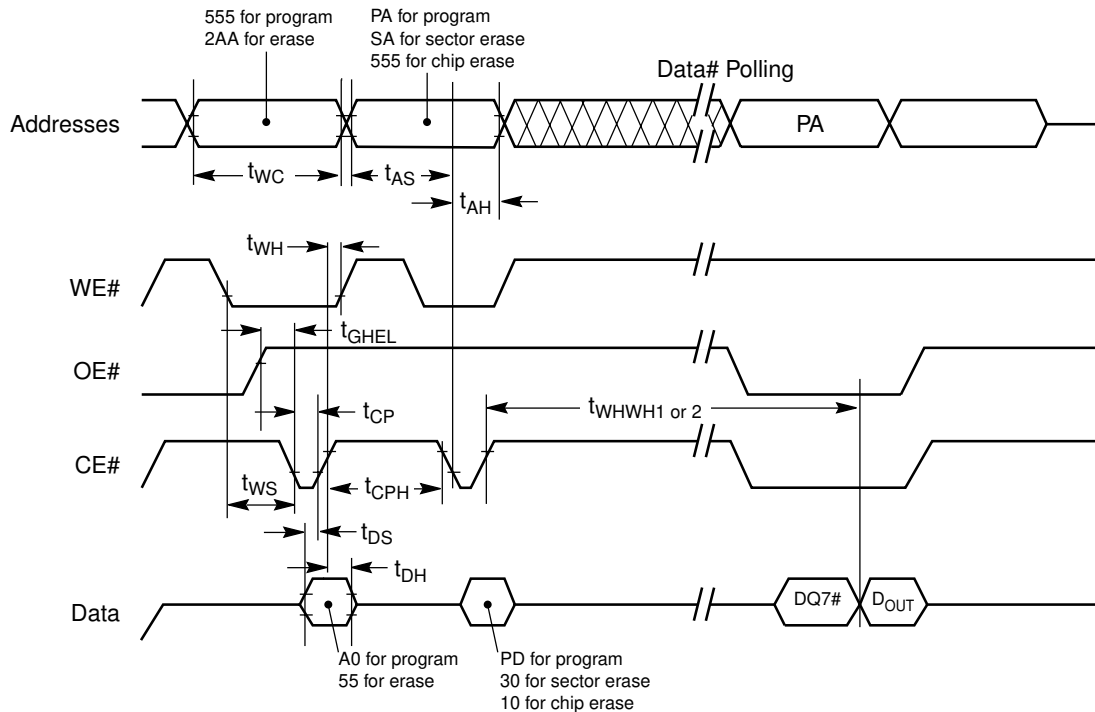 555 for program
2AA for erase
PA for program
SA for sector erase
555 for chip erase
Data# Polling
Addresses
PA
tWC
tAS
tAH
tWH
WE#
tGHEL
OE#
tCP
tWHWH1 or 2
CE#
tWS
tCPH
tDS
tDH
Data
DQ7#
DOUT
A0 for program
55 for erase
PD for program
30 for sector erase
10 for chip erase